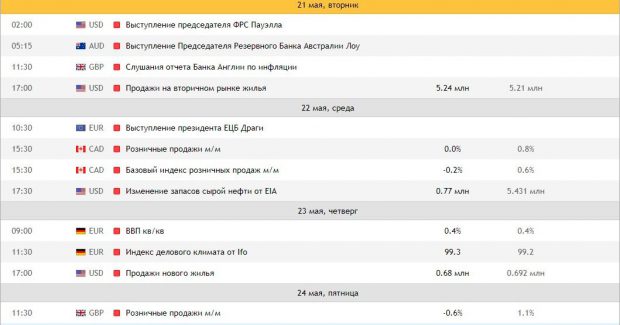 21 мая, вторник
02:00 USD Выступление председателя ФРС Пауэлла
05:15 AUD Выступление Председателя Резервного Банка Австралии Лоу
11:30 GBP Слушания отчета Банка Англии по инфляции
17:00 USD Продажи на вторичном рынке жилья 5.24 млн 5.21 млн
22 мая, среда
10:30 EUR Выступление президента ЕЦБ Драги
15:30 CAD Розничные продажи м/м 0.0% 0.8%
15:30 CAD Базовый индекс розничных продаж м/м -0.2% 0.6%
17:30 USD Изменение запасов сырой нефти от EIA 0.77 млн 5.431 млн
23 мая, четверг
09:00 EUR ВВП кв/кв 0.4% 0.4%
11:30 EUR Индекс делового климата от Ifo 99.3 99.2
17:00 USD Продажи нового жилья 0.68 млн 0.692 млн
24 мая, пятница
11:30 GBP Розничные продажи м/м -0.6% 1.1%